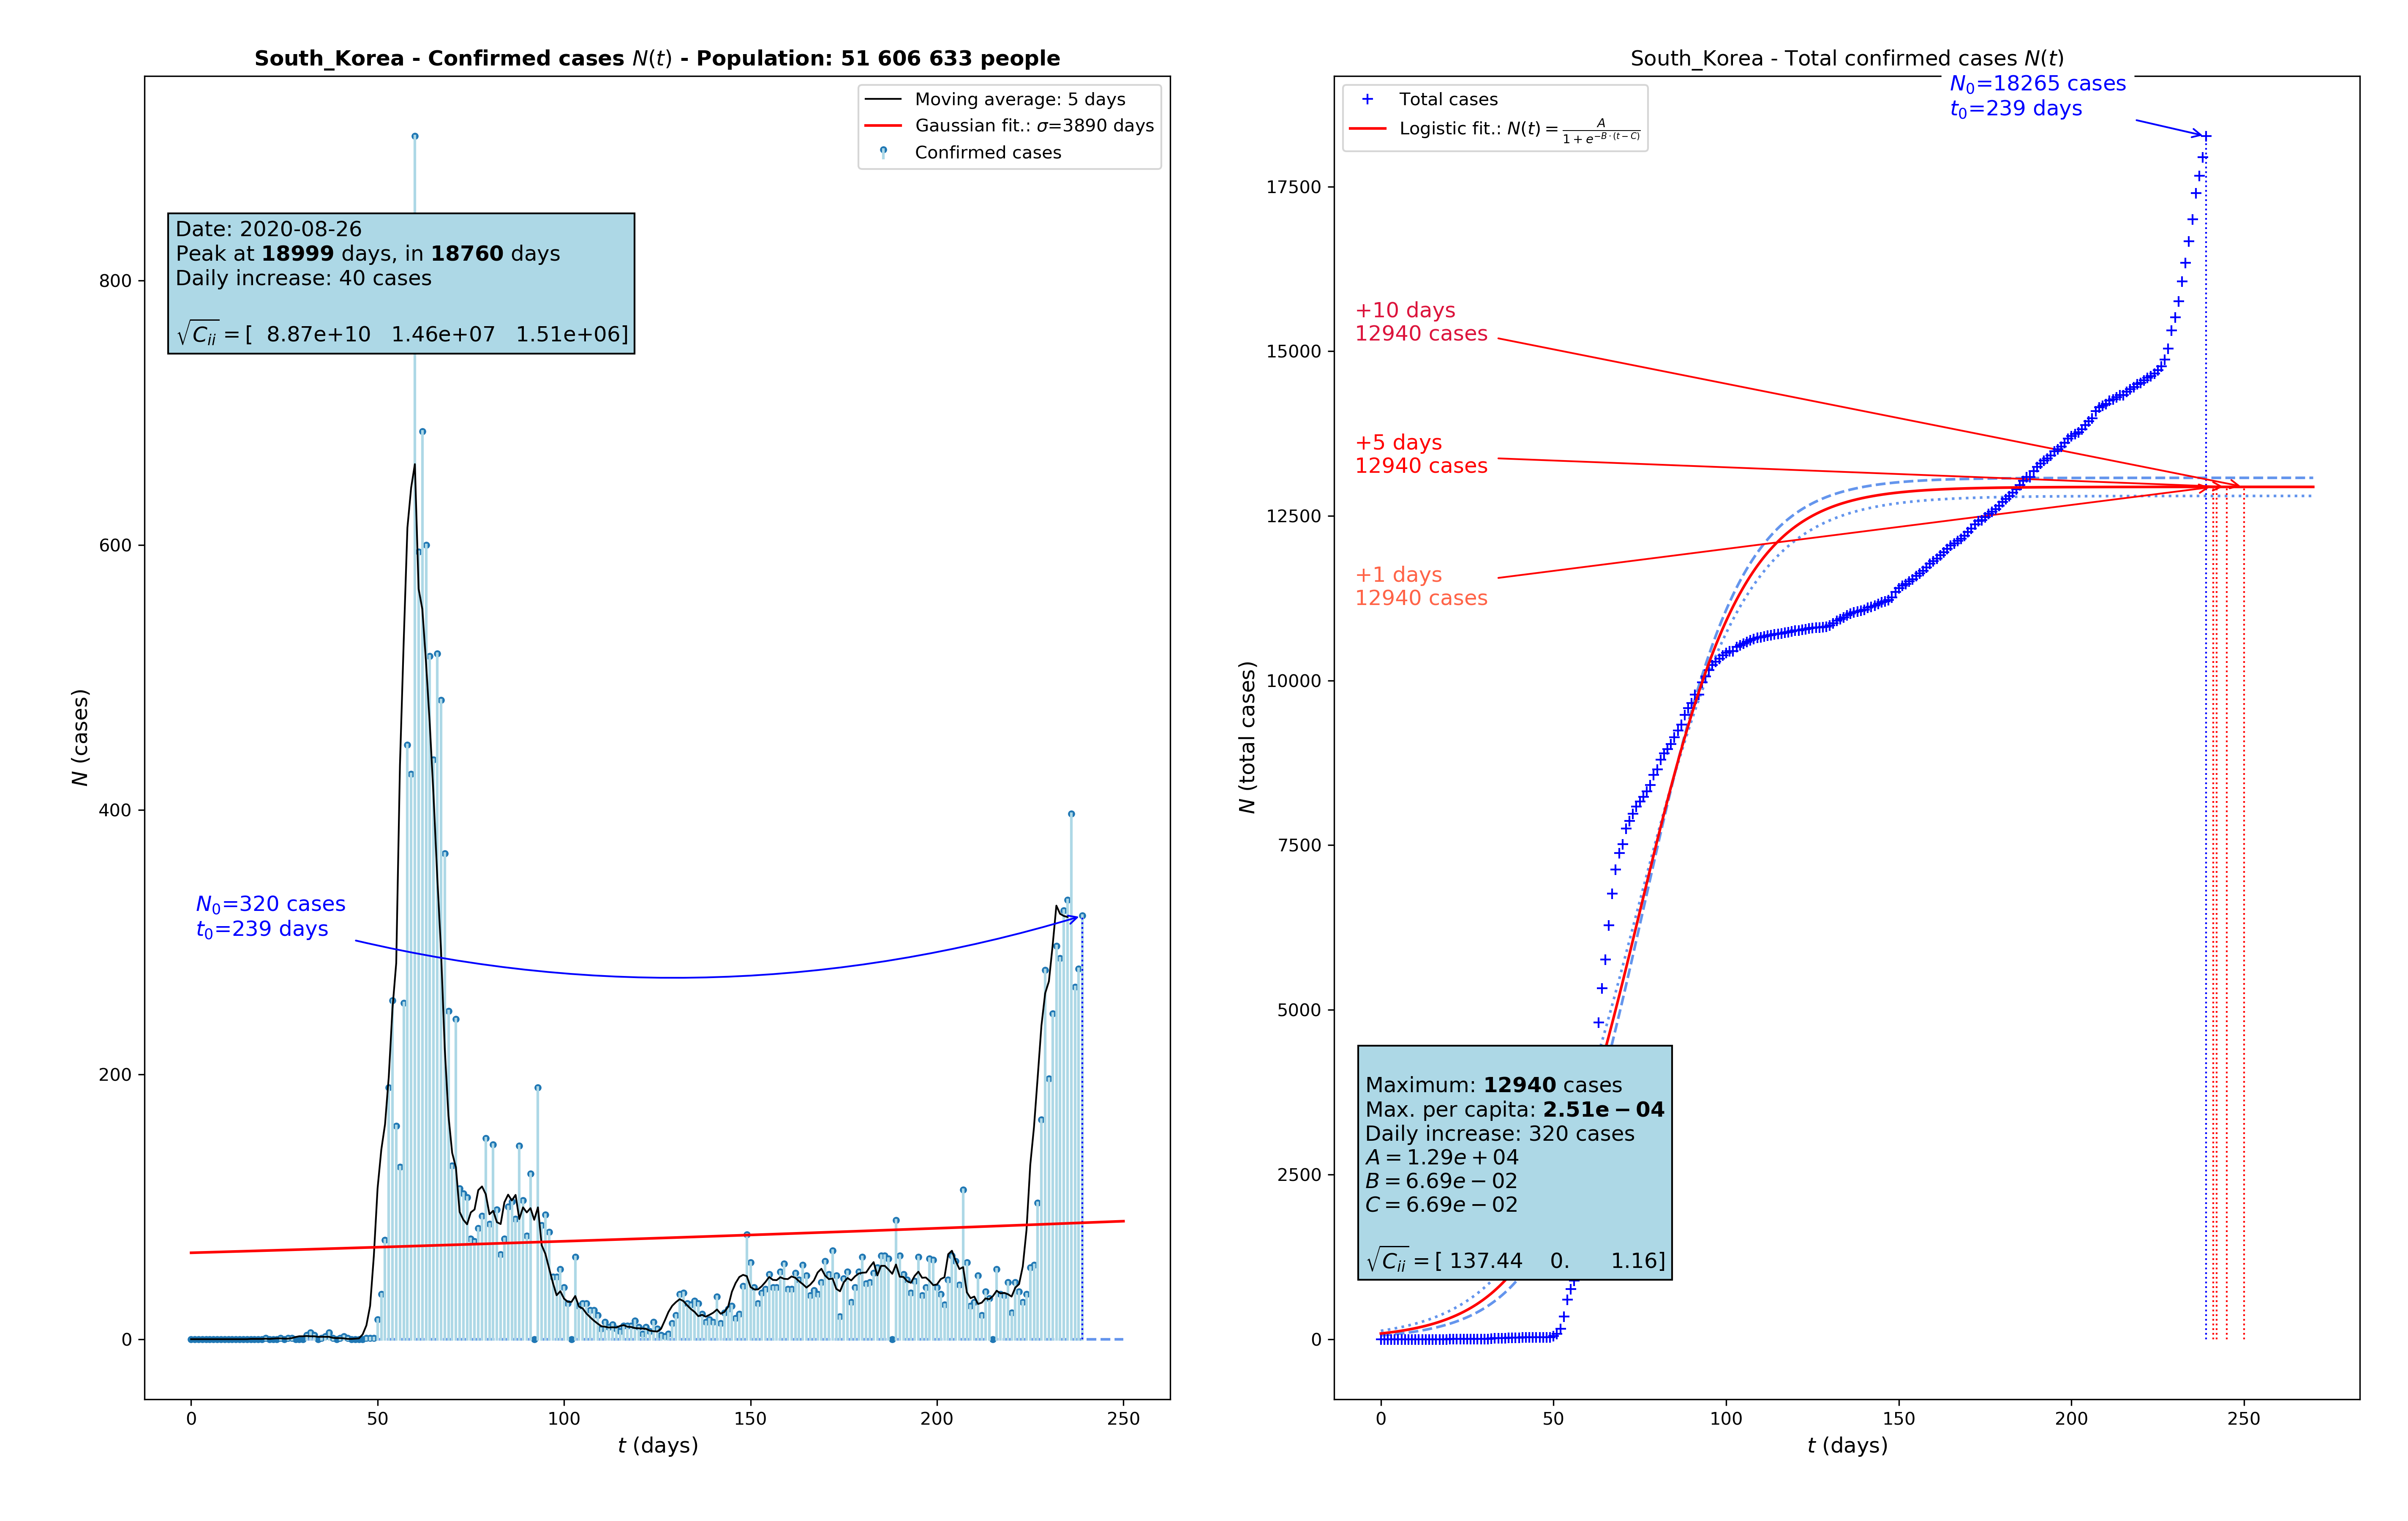 South_Korea - Confirmed cases N(t) - Population: 51 606 633 people
Moving average: 5 days
Gaussian fit.: σ=3890 days
Confirmed cases
Date: 2020-08-26
Peak at 18999 days, in 18760 days
Daily increase: 40 cases
√C_ii = [ 8.87e+10 1.46e+07 1.51e+06]
N_0=320 cases
t_0=239 days
800
600
400
200
0
N (cases)
0 50 100 150 200 250
t (days)
South_Korea - Total confirmed cases N(t)
N_0=18265 cases
t_0=239 days
Total cases
Logistic fit.: N(t) = A / (1 + e^{-B·(t-C)})
+10 days
12940 cases
+5 days
12940 cases
+1 days
12940 cases
Maximum: 12940 cases
Max. per capita: 2.51e − 04
Daily increase: 320 cases
A = 1.29e + 04
B = 6.69e − 02
C = 6.69e − 02
√C_ii = [ 137.44 0. 1.16]
17500
15000
12500
10000
7500
5000
2500
0
N (total cases)
0 50 100 150 200 250
t (days)